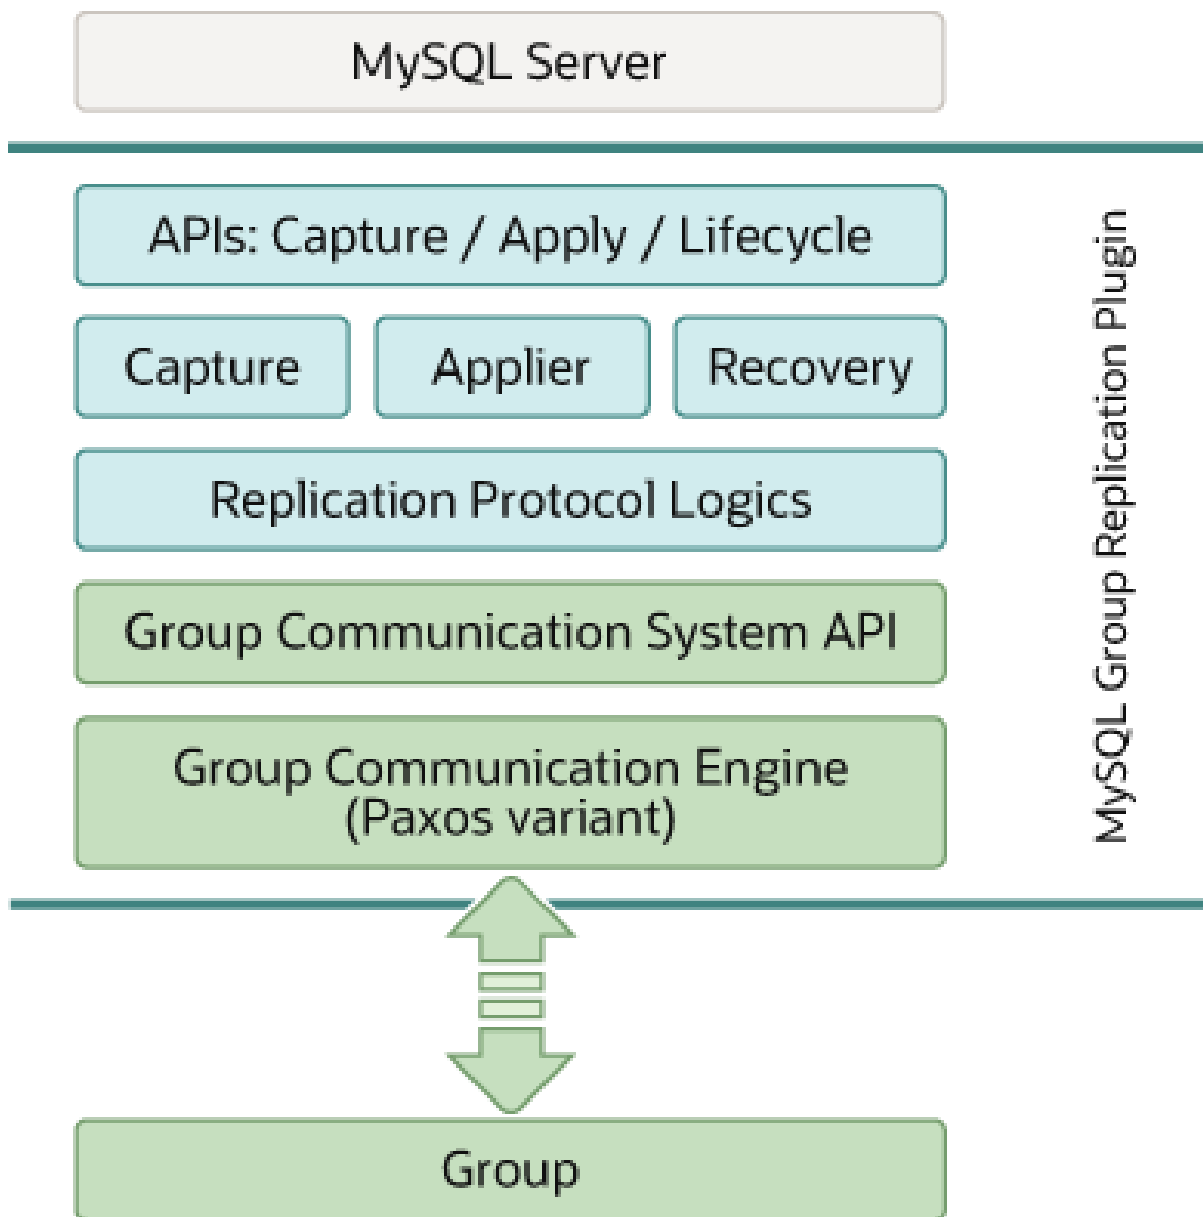 MySQL Server
APIs: Capture / Apply / Lifecycle
Capture
Applier
Recovery
Replication Protocol Logics
Group Communication System API
Group Communication Engine
(Paxos variant)
MySQL Group Replication Plugin
Group